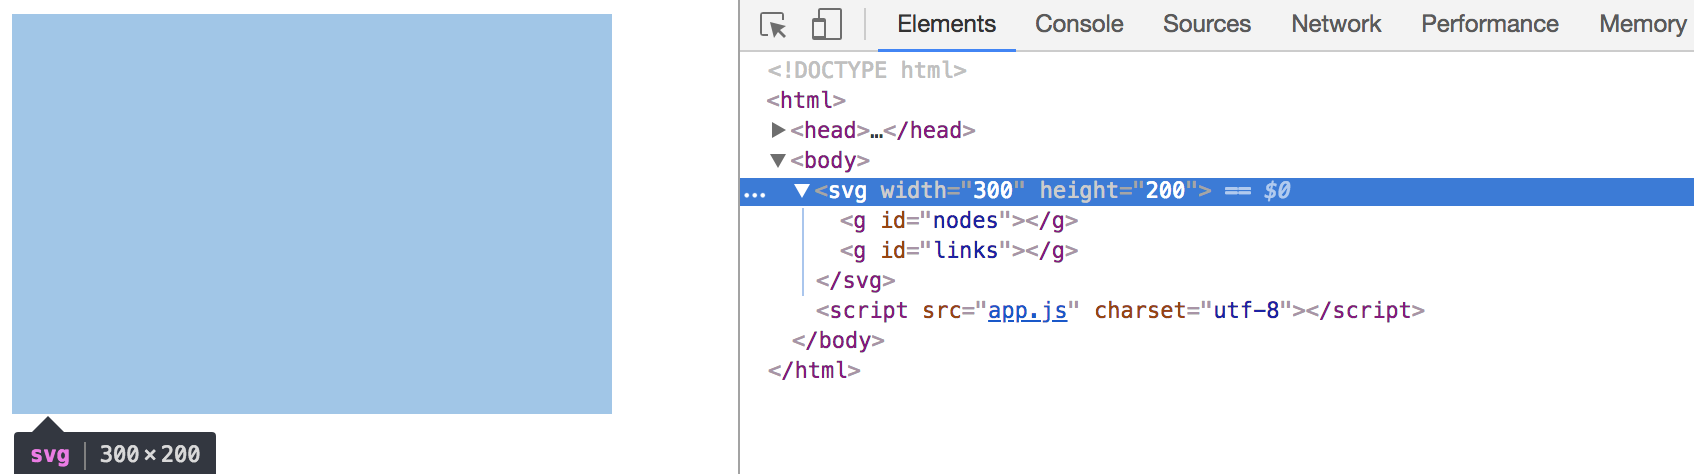 Elements Console Sources Network Performance Memory
<!DOCTYPE html>
<html>
<head>…</head>
<body>
... <svg width="300" height="200"> == $0
<g id="nodes"></g>
<g id="links"></g>
</svg>
<script src="app.js" charset="utf-8"></script>
</body>
</html>
svg 300×200